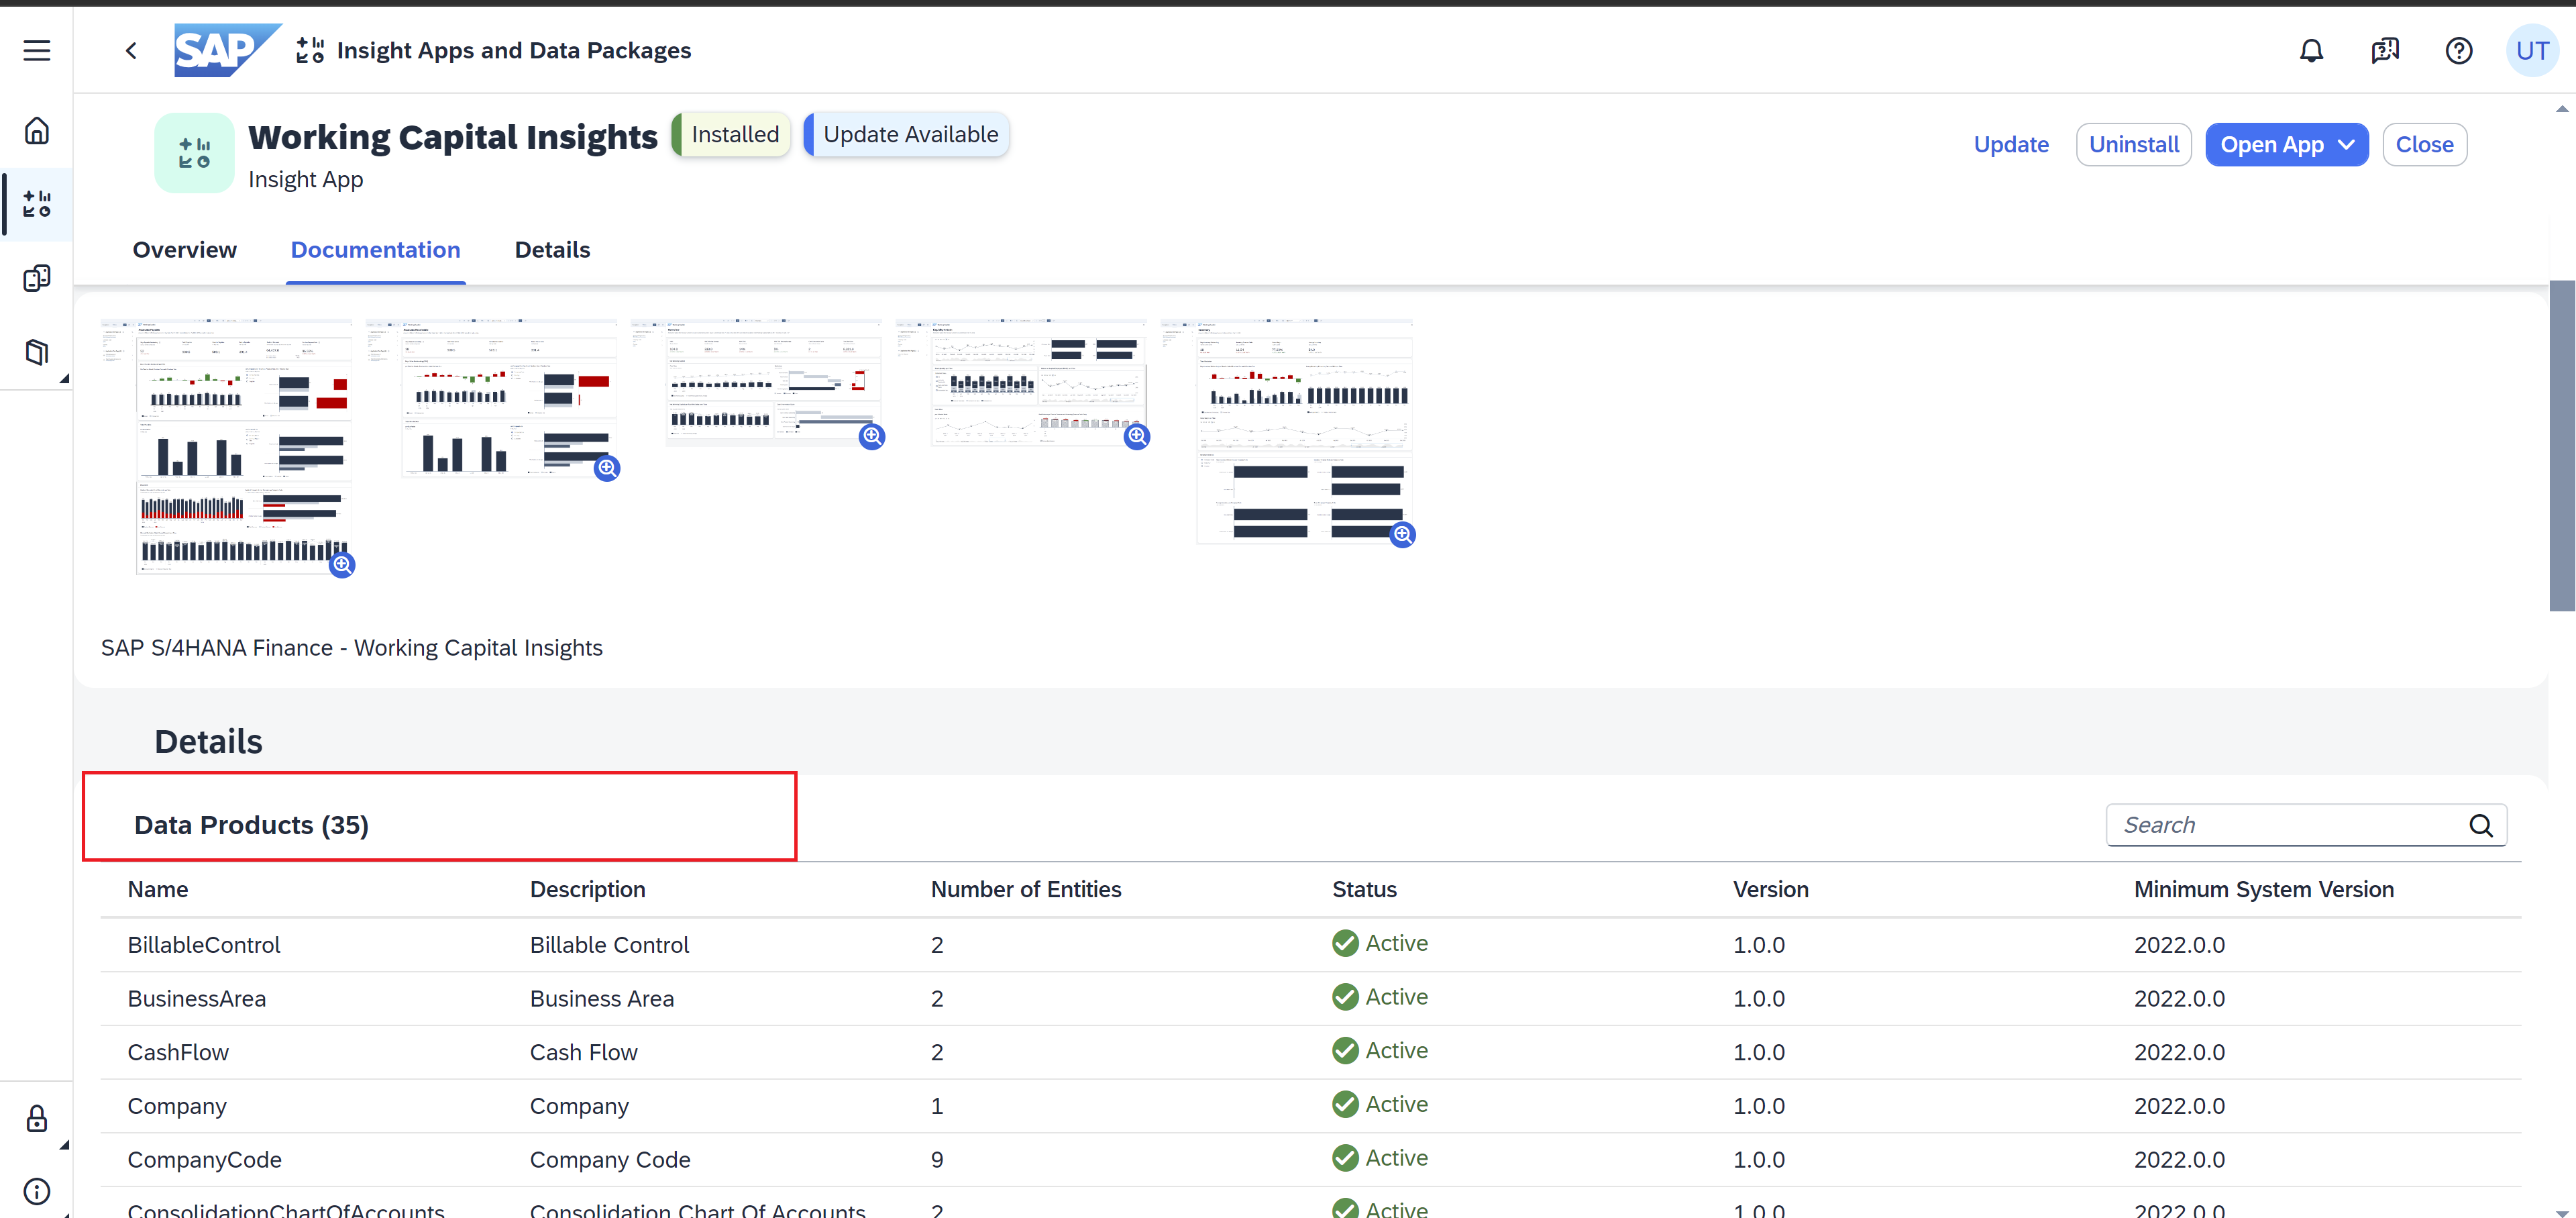 SAP Insight Apps and Data Packages
UT
Working Capital Insights Installed Update Available
Insight App
Update Uninstall Open App Close
Overview Documentation Details
SAP S/4HANA Finance - Working Capital Insights
Details
Data Products (35)
Search
Name Description Number of Entities Status Version Minimum System Version
BillableControl Billable Control 2 Active 1.0.0 2022.0.0
BusinessArea Business Area 2 Active 1.0.0 2022.0.0
CashFlow Cash Flow 2 Active 1.0.0 2022.0.0
Company Company 1 Active 1.0.0 2022.0.0
CompanyCode Company Code 9 Active 1.0.0 2022.0.0
ConsolidationChartOfAccounts Consolidation Chart Of Accounts 2 Active 1.0.0 2022.0.0